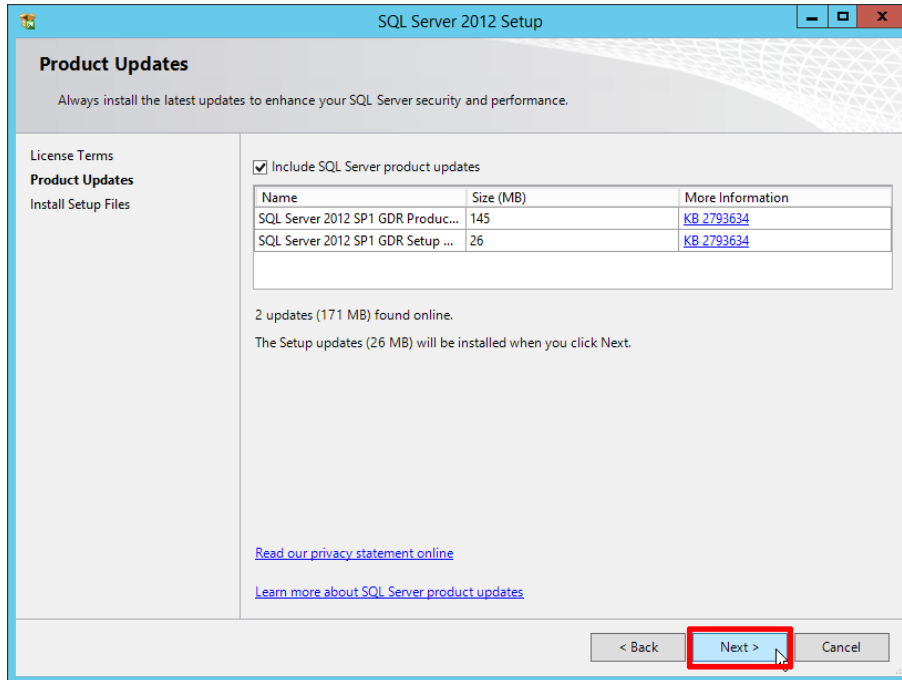 SQL Server 2012 Setup
Product Updates
Always install the latest updates to enhance your SQL Server security and performance.
License Terms
Product Updates
Install Setup Files
Include SQL Server product updates
Name Size (MB) More Information
SQL Server 2012 SP1 GDR Produc... 145 KB 2793634
SQL Server 2012 SP1 GDR Setup ... 26 KB 2793634
2 updates (171 MB) found online.
The Setup updates (26 MB) will be installed when you click Next.
Read our privacy statement online
Learn more about SQL Server product updates
< Back Next > Cancel